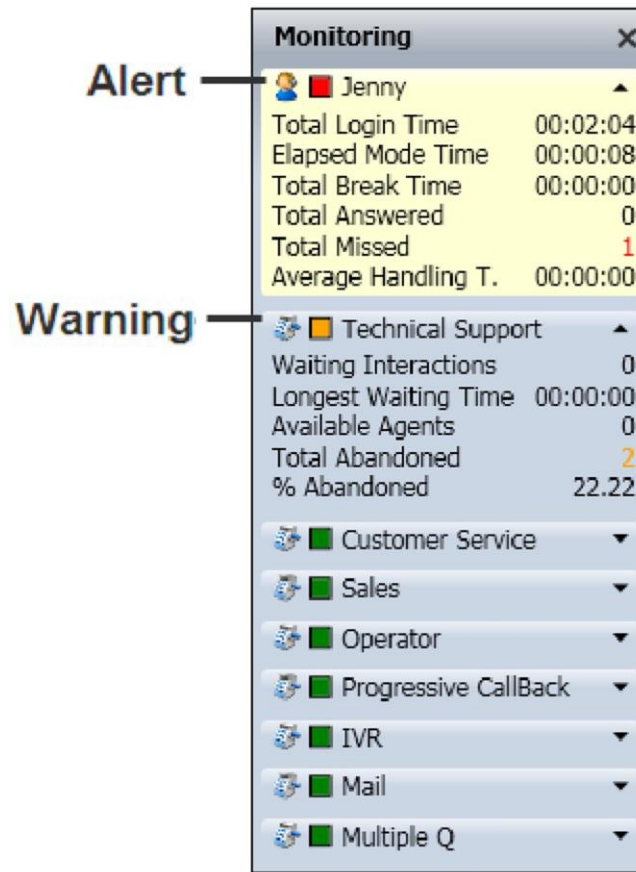 Monitoring
Alert
Jenny
Total Login Time 00:02:04
Elapsed Mode Time 00:00:08
Total Break Time 00:00:00
Total Answered 0
Total Missed 1
Average Handling T. 00:00:00
Warning
Technical Support
Waiting Interactions 0
Longest Waiting Time 00:00:00
Available Agents 0
Total Abandoned 2
% Abandoned 22.22
Customer Service
Sales
Operator
Progressive CallBack
IVR
Mail
Multiple Q